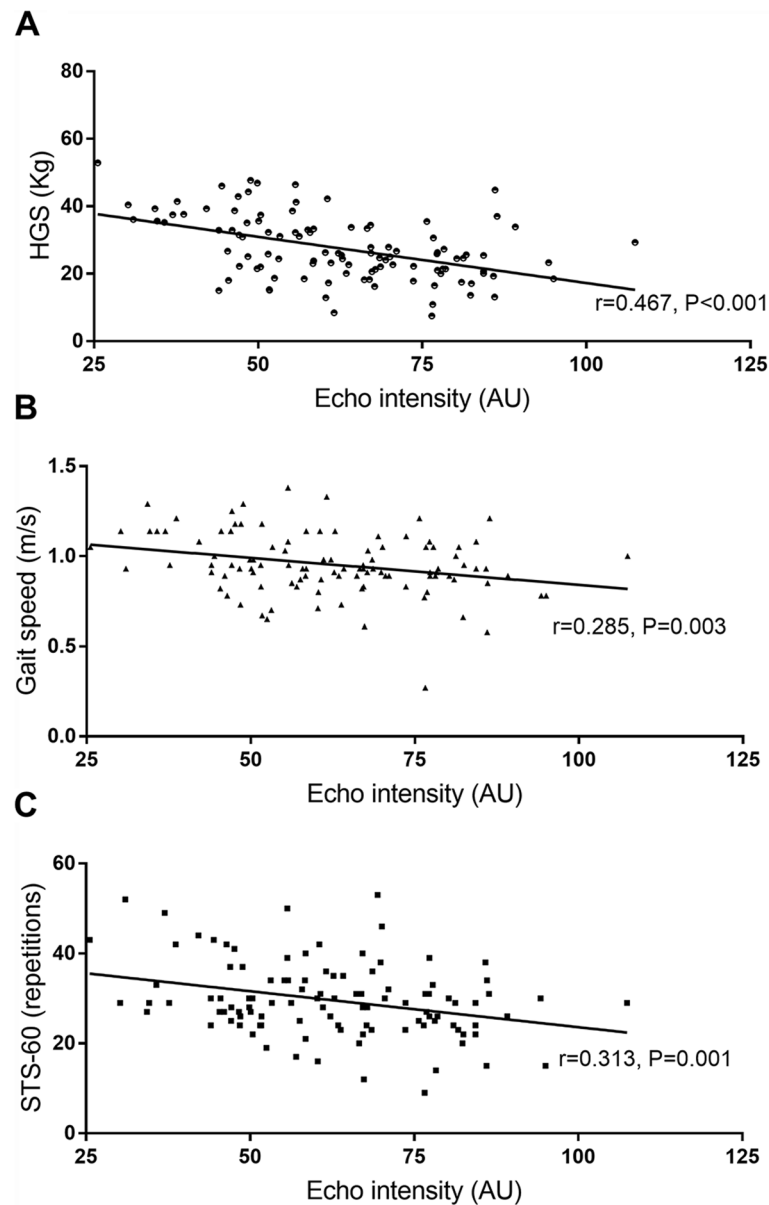 A
80
60
40
20
0
HGS (Kg)
r=0.467, P<0.001
25 50 75 100 125
Echo intensity (AU)
B
1.5
1.0
0.5
0.0
Gait speed (m/s)
r=0.285, P=0.003
25 50 75 100 125
Echo intensity (AU)
C
60
40
20
0
STS-60 (repetitions)
r=0.313, P=0.001
25 50 75 100 125
Echo intensity (AU)